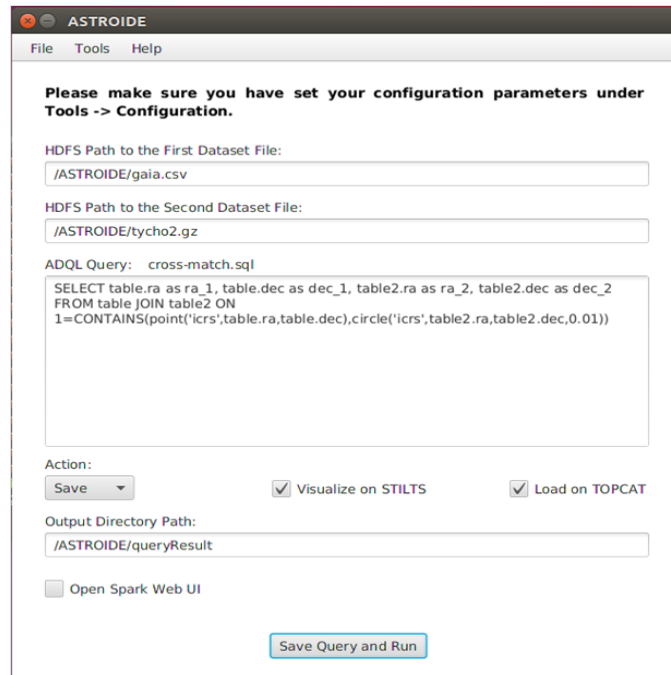 ASTROIDE
File Tools Help
Please make sure you have set your configuration parameters under
Tools -> Configuration.
HDFS Path to the First Dataset File:
/ASTROIDE/gaia.csv
HDFS Path to the Second Dataset File:
/ASTROIDE/tycho2.gz
ADQL Query: cross-match.sql
SELECT table.ra as ra_1, table.dec as dec_1, table2.ra as ra_2, table2.dec as dec_2
FROM table JOIN table2 ON
1=CONTAINS(point('icrs',table.ra,table.dec),circle('icrs',table2.ra,table2.dec,0.01))
Action:
Save Visualize on STILTS Load on TOPCAT
Output Directory Path:
/ASTROIDE/queryResult
Open Spark Web UI
Save Query and Run